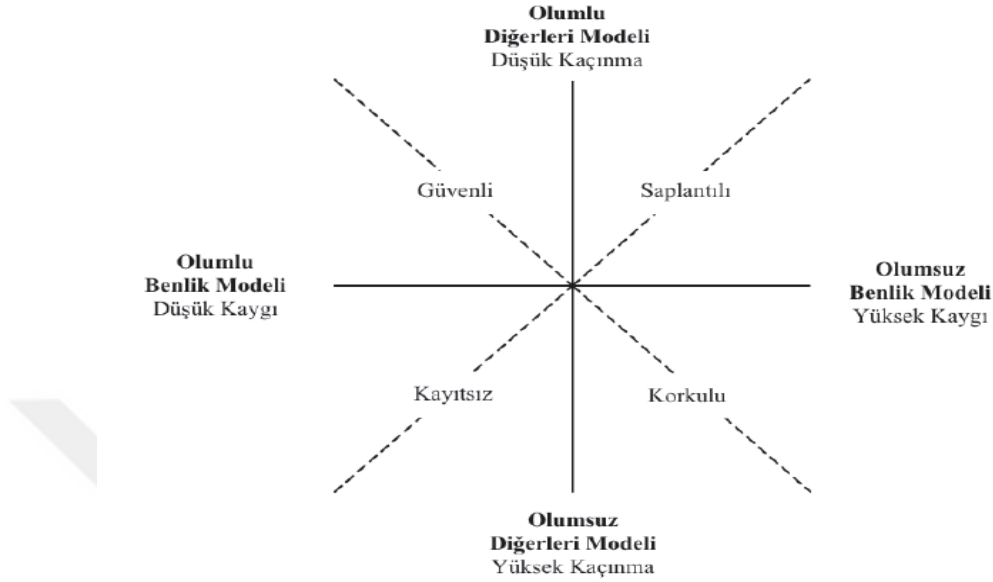 Olumlu
Diğerleri Modeli
Düşük Kaçınma
Güvenli
Saplantılı
Olumlu
Benlik Modeli
Düşük Kaygı
Olumsuz
Benlik Modeli
Yüksek Kaygı
Kayıtsız
Korkulu
Olumsuz
Diğerleri Modeli
Yüksek Kaçınma